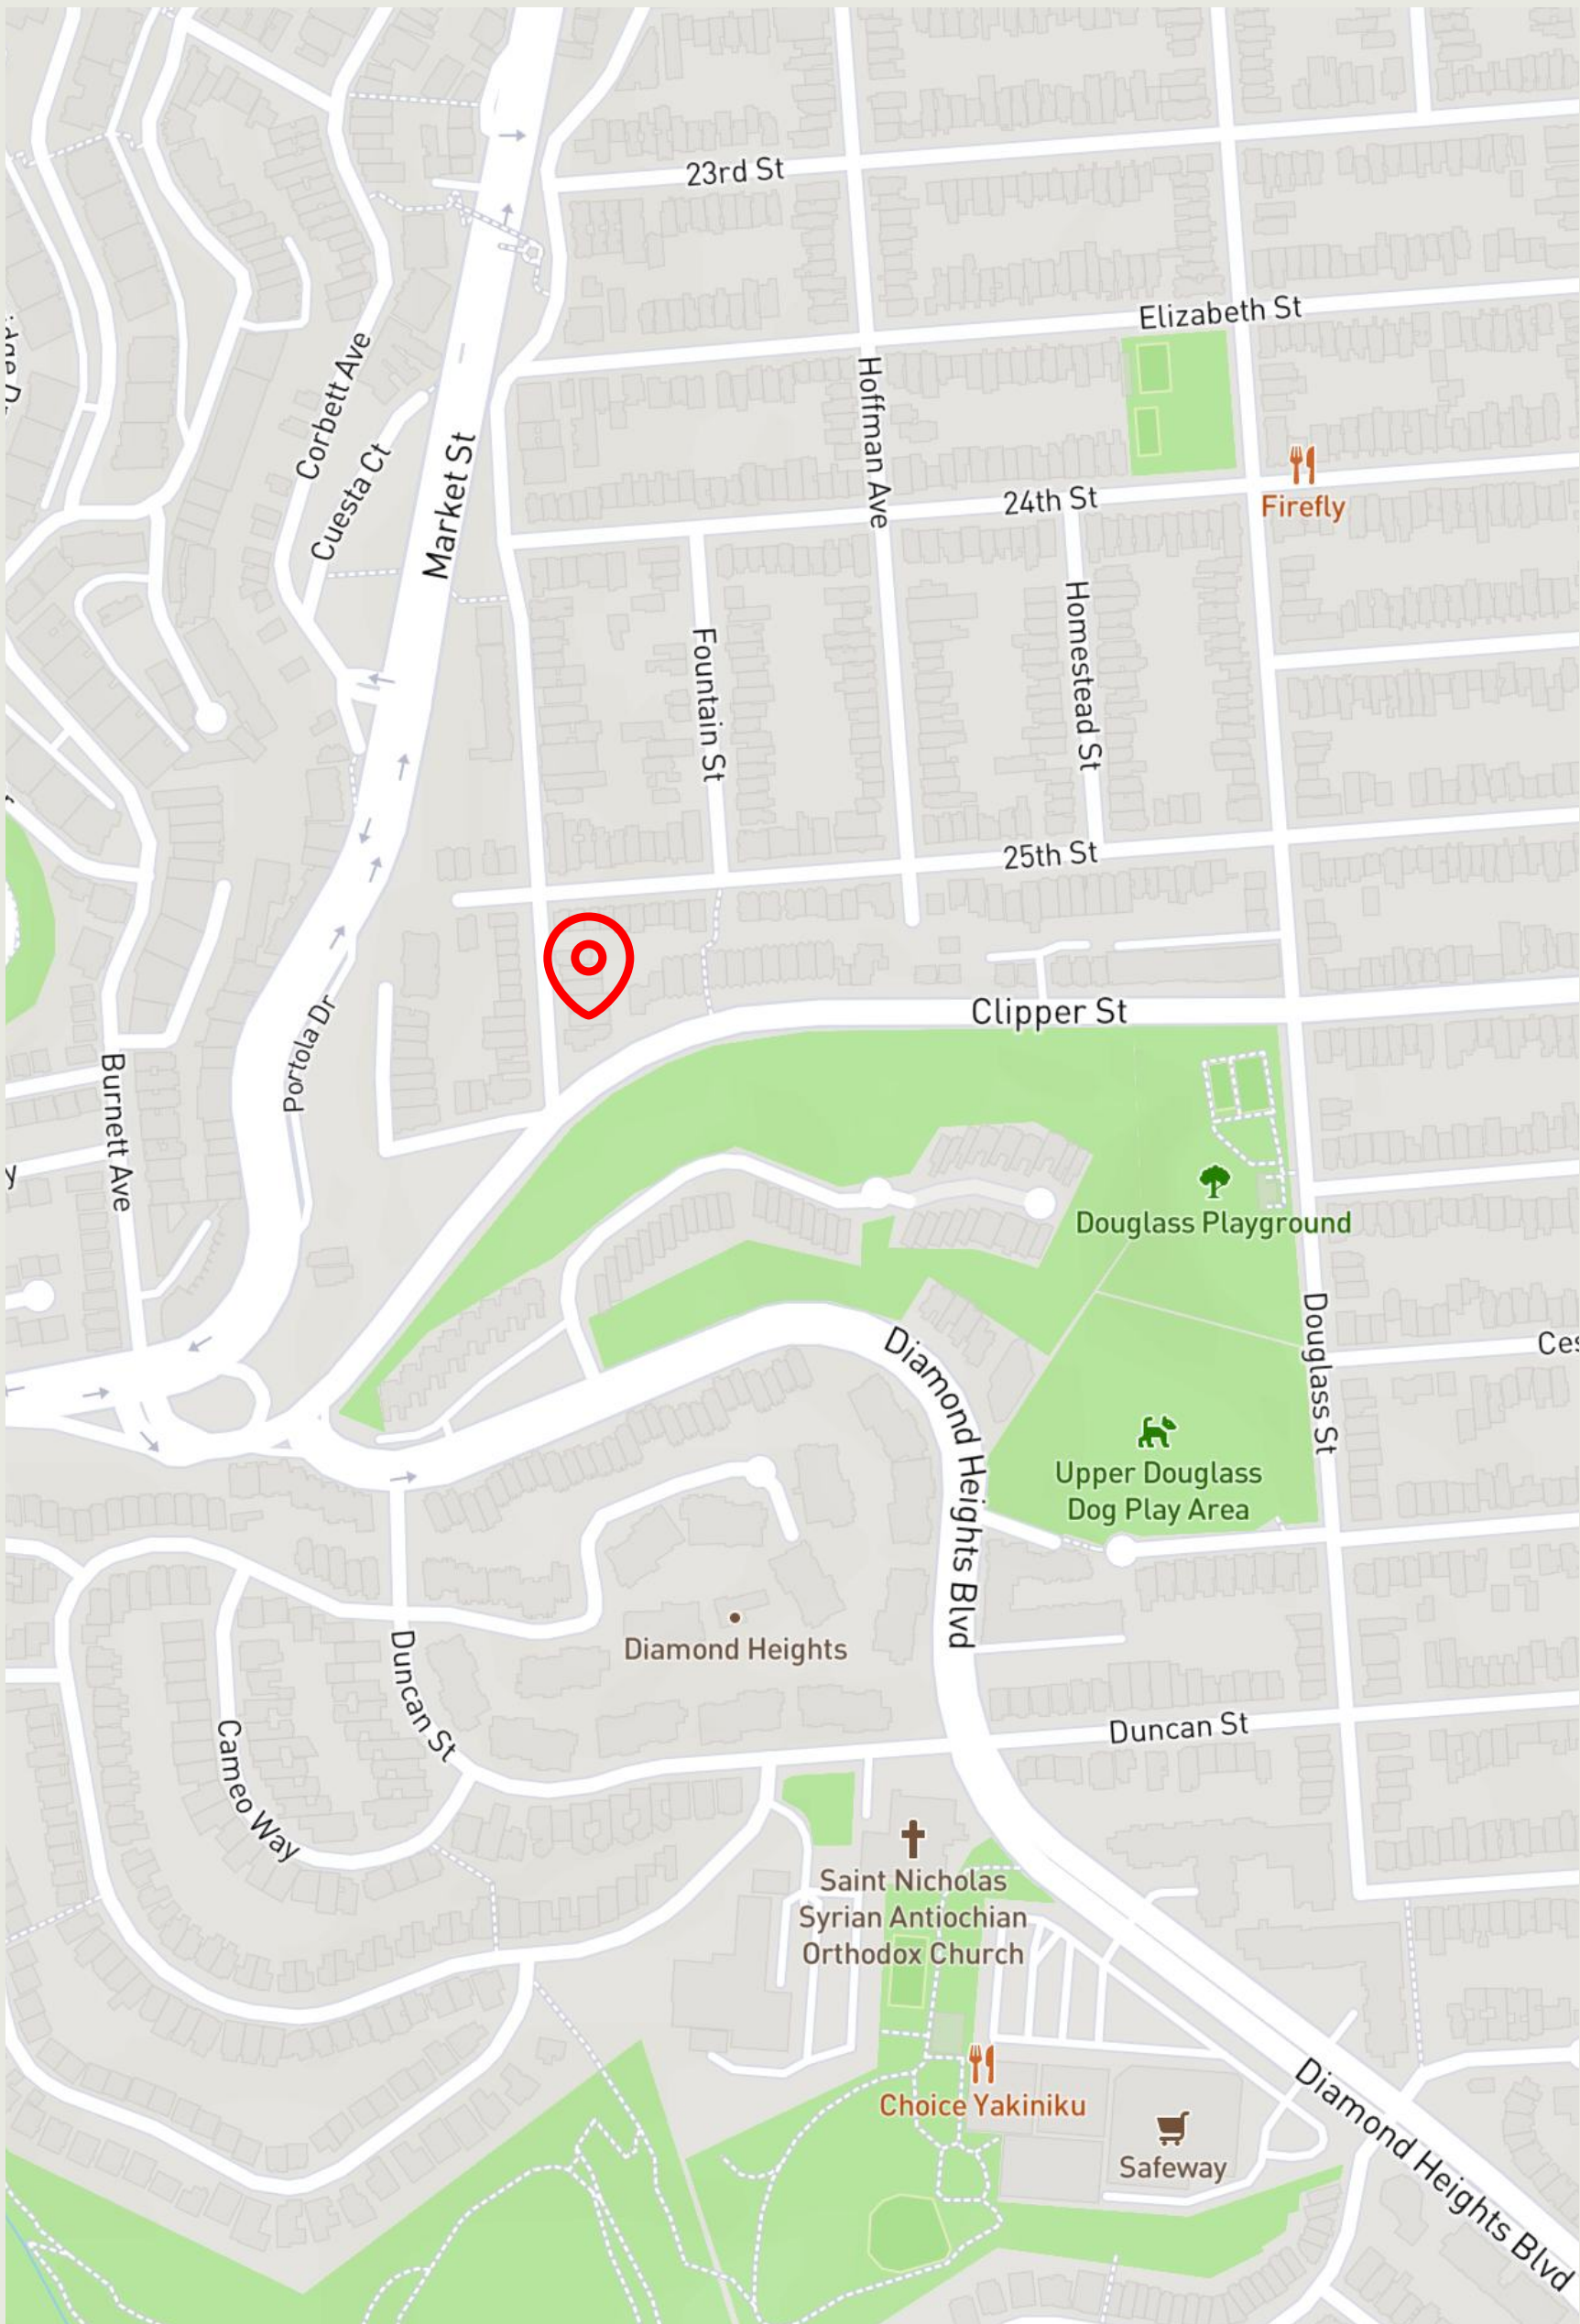 23rd St
Elizabeth St
Corbett Ave
Cuesta Ct
Market St
Hoffman Ave
24th St
Firefly
Fountain St
Homestead St
25th St
Portola Dr
Clipper St
Burnett Ave
Douglass Playground
Douglass St
Diamond Heights Blvd
Upper Douglass
Dog Play Area
Diamond Heights
Duncan St
Duncan St
Cameo Way
Saint Nicholas
Syrian Antiochian
Orthodox Church
Choice Yakiniku
Safeway
Diamond Heights Blvd